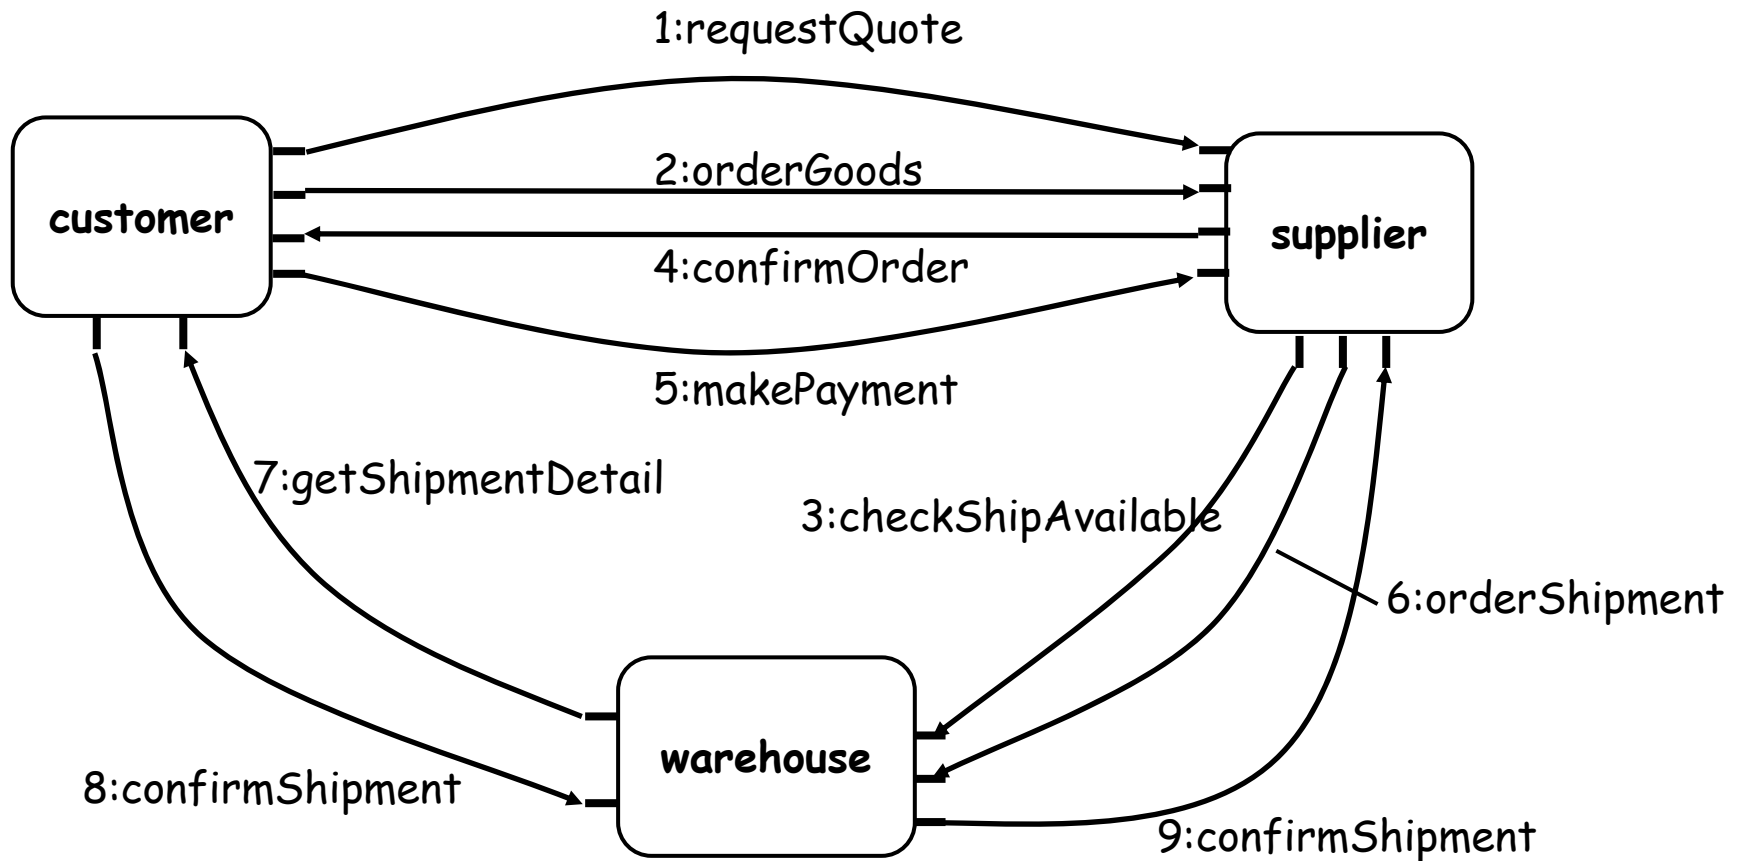 1:requestQuote
2:orderGoods
customer
supplier
4:confirmOrder
5:makePayment
7:getShipmentDetail
3:checkShipAvailable
6:orderShipment
warehouse
8:confirmShipment
9:confirmShipment